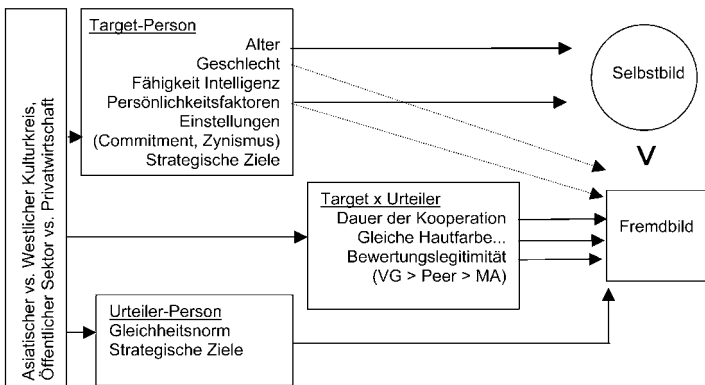 Asiatischer vs. Westlicher Kulturkreis,
Öffentlicher Sektor vs. Privatwirtschaft
Target-Person
Alter
Geschlecht
Fähigkeit Intelligenz
Persönlichkeitsfaktoren
Einstellungen
(Commitment, Zynismus)
Strategische Ziele
Selbstbild
V
Target x Urteiler
Dauer der Kooperation
Gleiche Hautfarbe...
Bewertungslegitimität
(VG > Peer > MA)
Fremdbild
Urteiler-Person
Gleichheitsnorm
Strategische Ziele